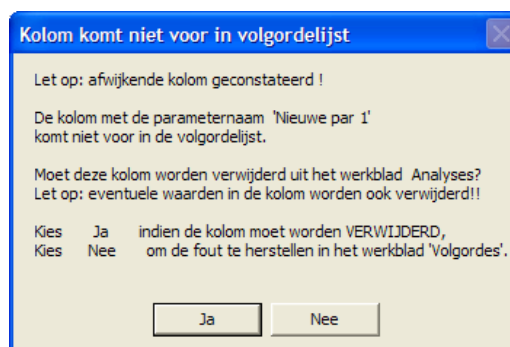 Kolom komt niet voor in volgordelijst
Let op: afwijkende kolom geconstateerd !
De kolom met de parameternaam 'Nieuwe par 1'
komt niet voor in de volgordelijst.
Moet deze kolom worden verwijderd uit het werkblad Analyses?
Let op: eventuele waarden in de kolom worden ook verwijderd!!
Kies Ja indien de kolom moet worden VERWIJDERD,
Kies Nee om de fout te herstellen in het werkblad 'Volgordes'.
Ja Nee